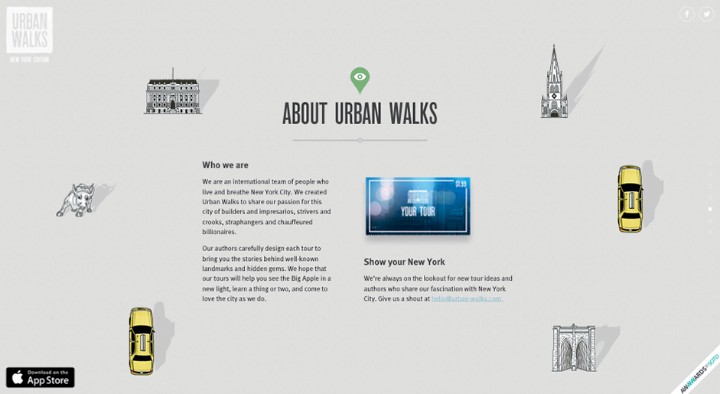 URBAN
WALKS
NEW YORK EDITION
ABOUT URBAN WALKS
Who we are
We are an international team of people who
live and breathe New York City. We created
Urban Walks to share our passion for this
city of builders and impresarios, strivers and
crooks, straphangers and chauffeured
billionaires.
Our authors carefully design each tour to
bring you the stories behind well-known
landmarks and hidden gems. We hope that
our tours will help you see the Big Apple in a
new light, learn a thing or two, and come to
love the city as we do.
$1.99
YOUR TOUR
Show your New York
We're always on the lookout for new tour ideas and
authors who share our fascination with New York
City. Give us a shout at hello@urban-walks.com.
Download on the
App Store